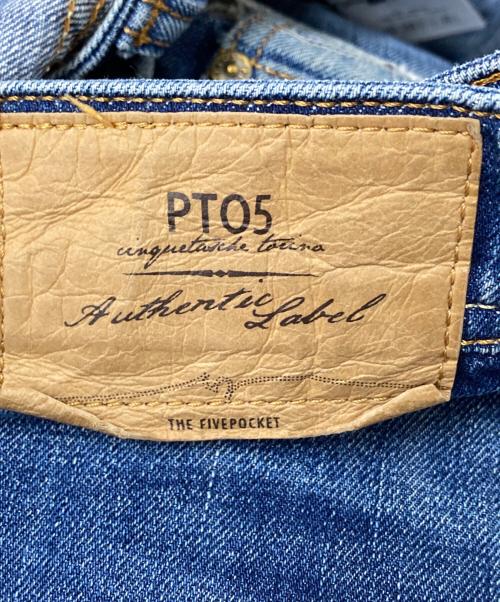 PT05
cinquetasche torino
Authentic
Label
THE FIVEPOCKET